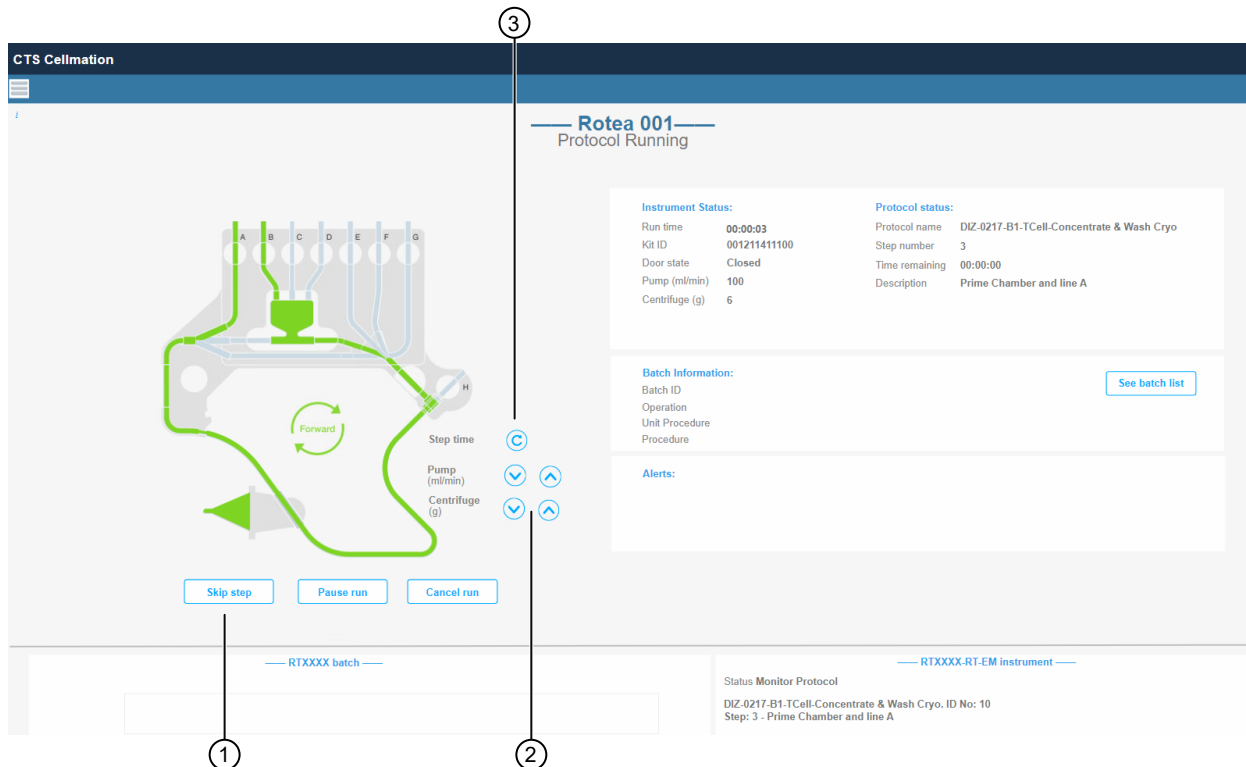 3
CTS Cellmation
i
Rotea 001
Protocol Running
Instrument Status:
Run time 00:00:03
Kit ID 001211411100
Door state Closed
Pump (ml/min) 100
Centrifuge (g) 6
Protocol status:
Protocol name DIZ-0217-B1-TCell-Concentrate & Wash Cryo
Step number 3
Time remaining 00:00:00
Description Prime Chamber and line A
A B C D E F G
H
Forward
Step time
Pump
(ml/min)
Centrifuge
(g)
Batch Information:
Batch ID
Operation
Unit Procedure
Procedure
See batch list
Alerts:
Skip step Pause run Cancel run
RTXXXX batch
RTXXXX-RT-EM instrument
Status Monitor Protocol
DIZ-0217-B1-TCell-Concentrate & Wash Cryo. ID No: 10
Step: 3 - Prime Chamber and line A
1 2